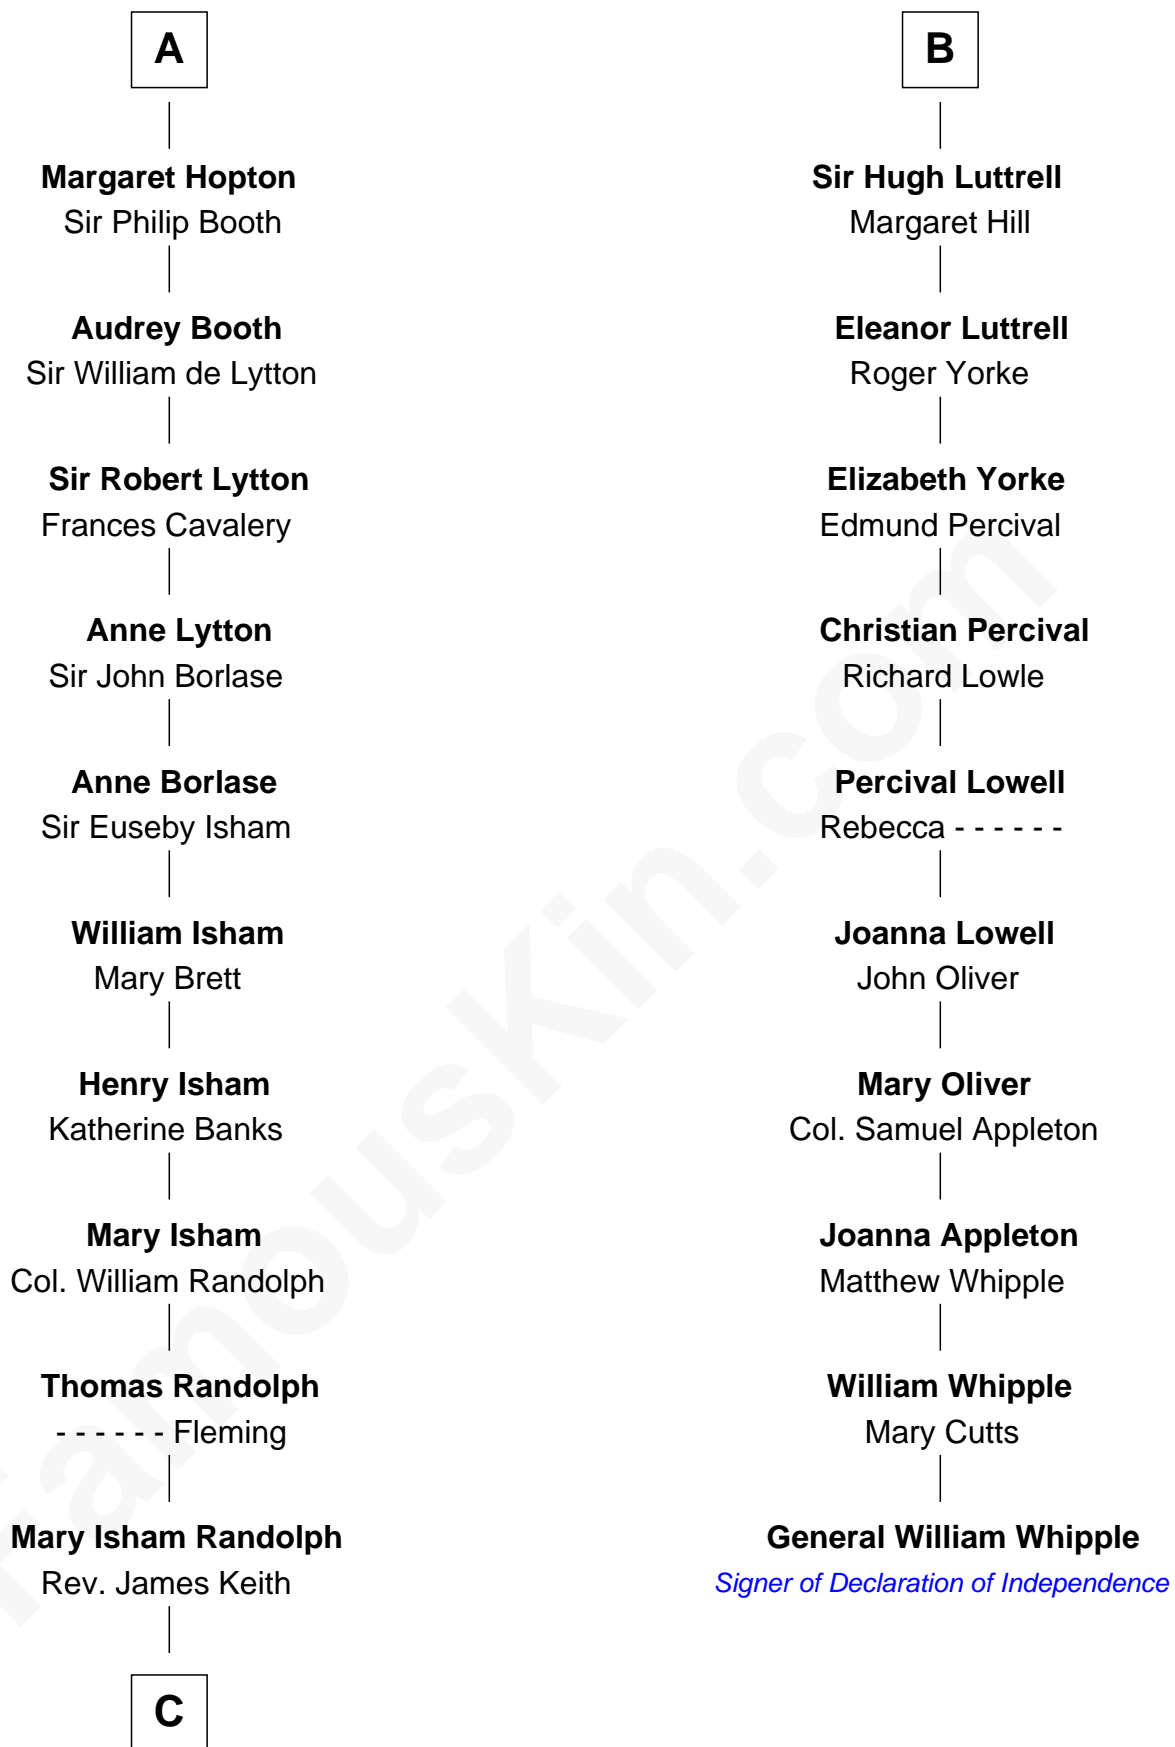 A
Margaret Hopton
Sir Philip Booth
Audrey Booth
Sir William de Lytton
Sir Robert Lytton
Frances Cavalery
Anne Lytton
Sir John Borlase
Anne Borlase
Sir Euseby Isham
William Isham
Mary Brett
Henry Isham
Katherine Banks
Mary Isham
Col. William Randolph
Thomas Randolph
- - - - - - Fleming
Mary Isham Randolph
Rev. James Keith
C
B
Sir Hugh Luttrell
Margaret Hill
Eleanor Luttrell
Roger Yorke
Elizabeth Yorke
Edmund Percival
Christian Percival
Richard Lowle
Percival Lowell
Rebecca - - - - - -
Joanna Lowell
John Oliver
Mary Oliver
Col. Samuel Appleton
Joanna Appleton
Matthew Whipple
William Whipple
Mary Cutts
General William Whipple
Signer of Declaration of Independence
FamousKin.com